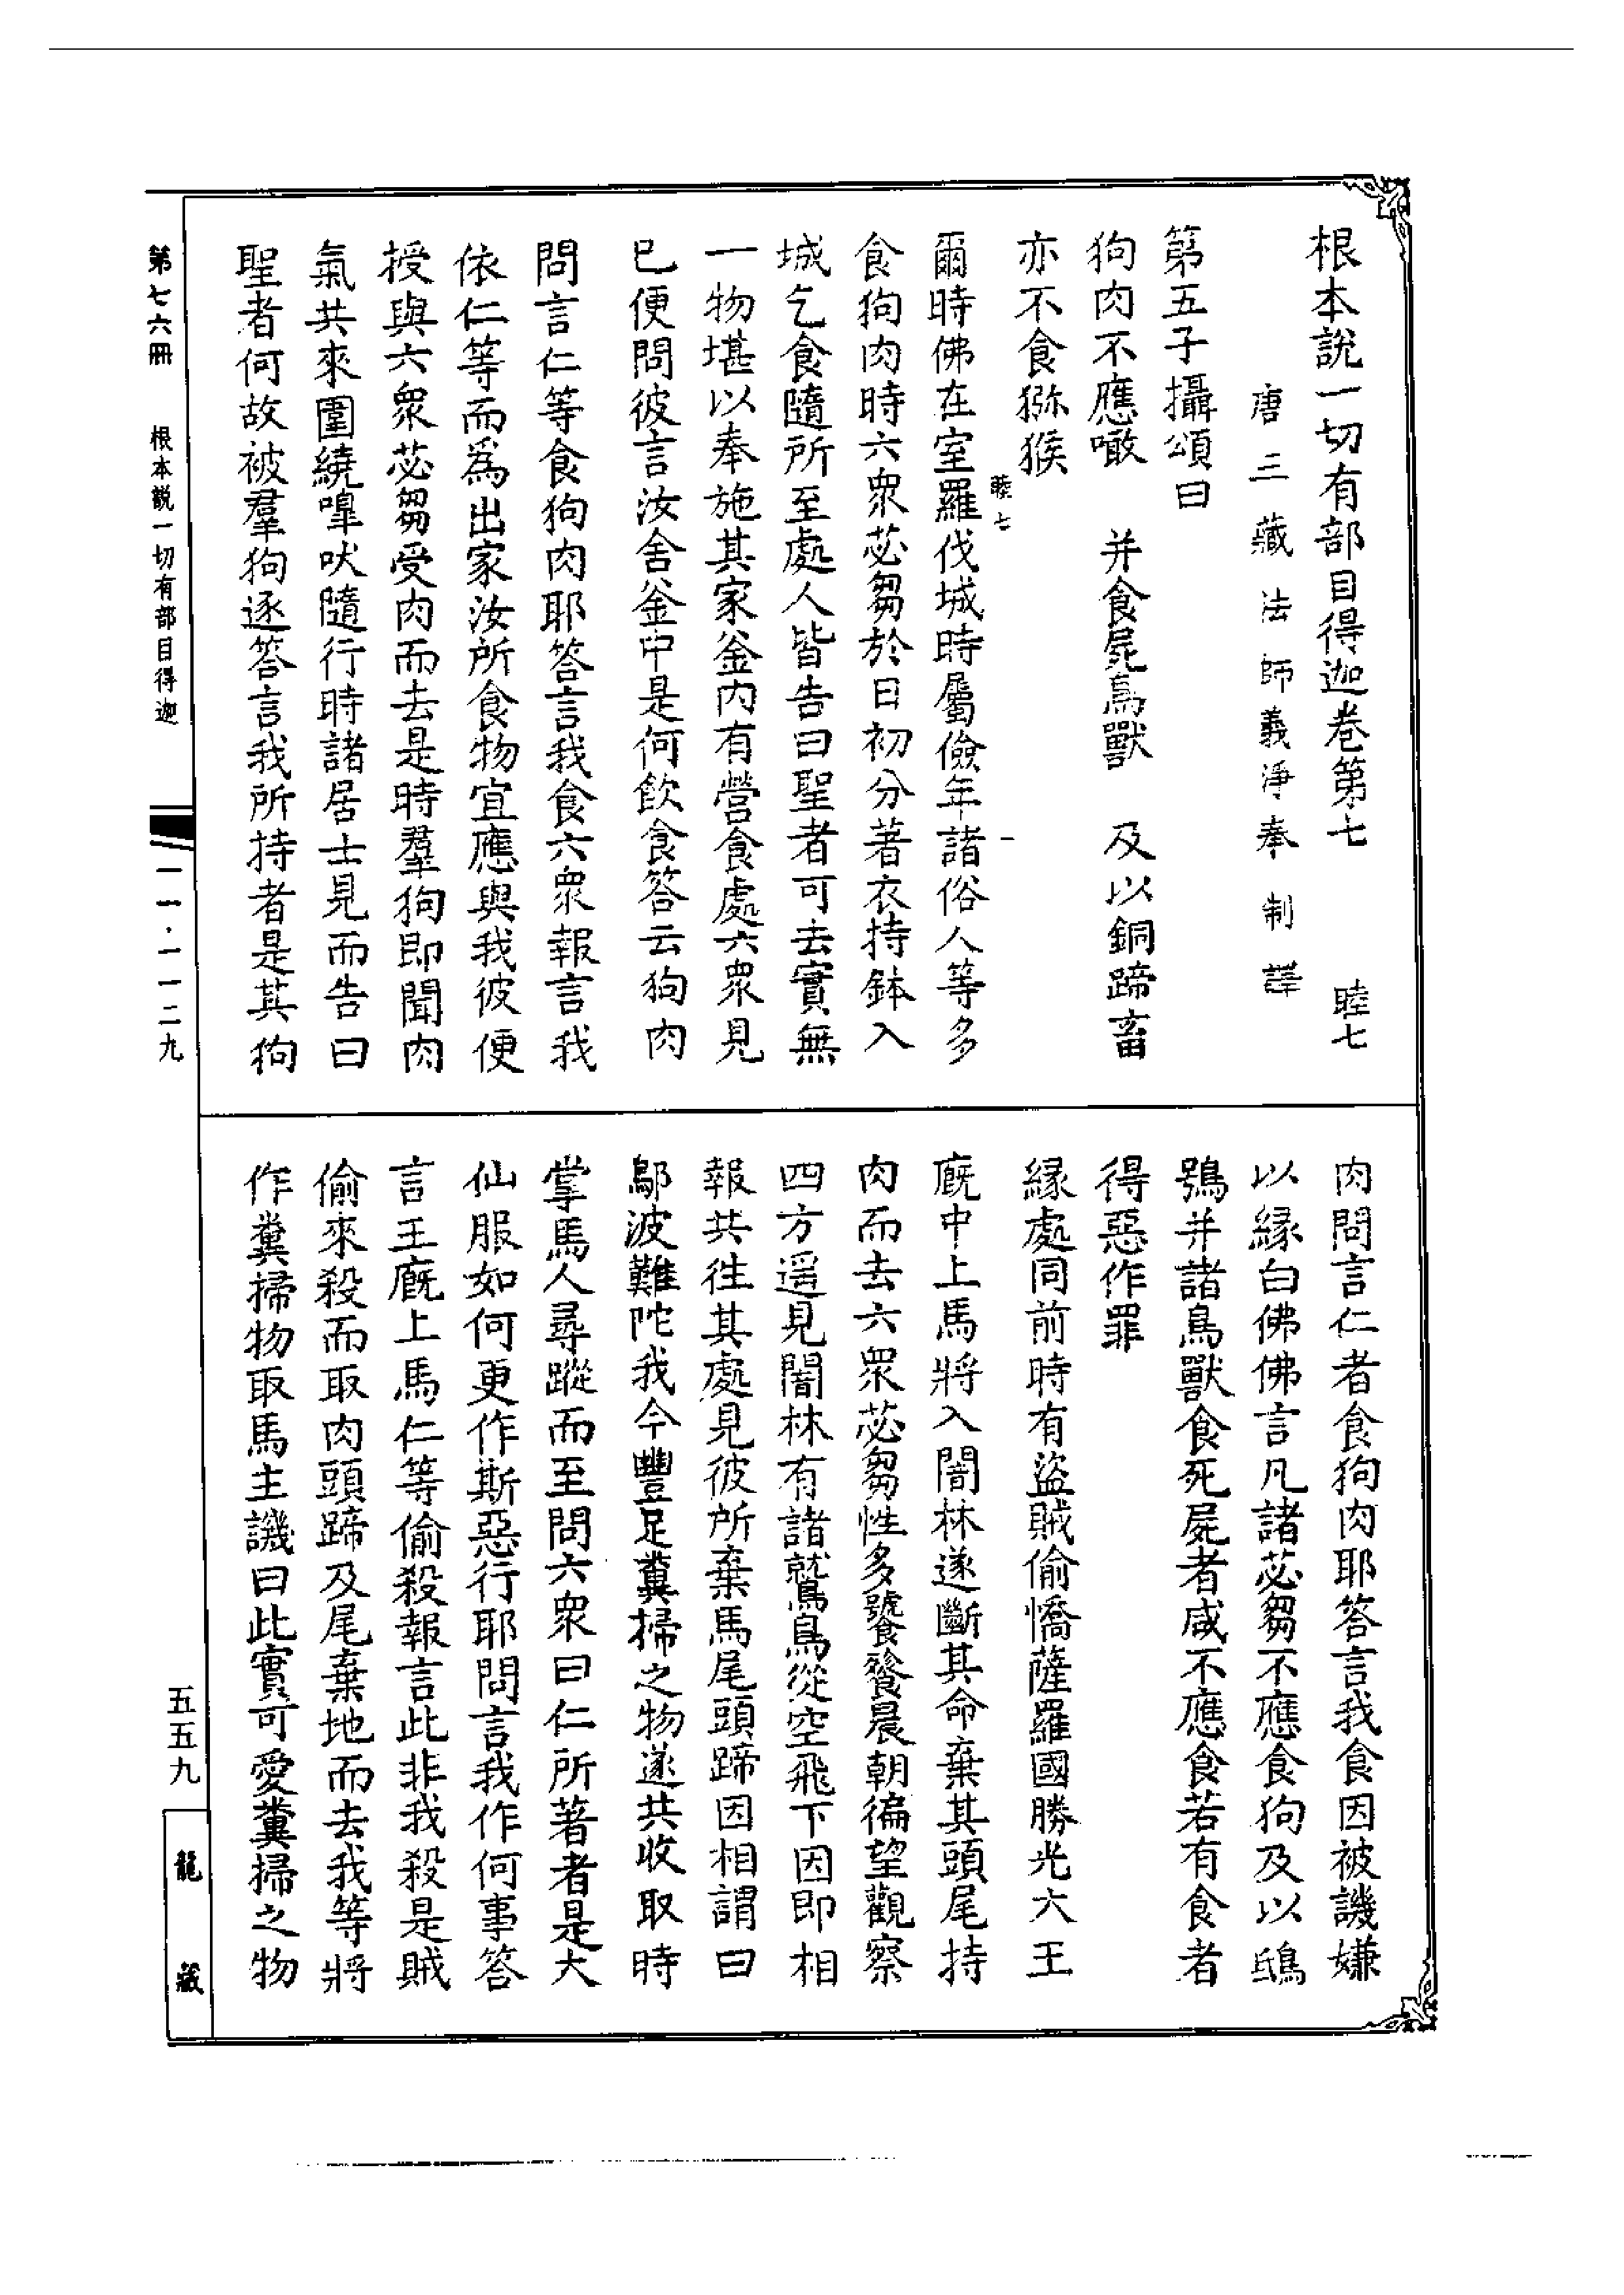 根本說一切有部目得迦卷第七　睦七
唐三藏法師義淨奉制譯
第五子攝頌曰
狗肉不應噉　并食屍鳥獸　及以銅蹄畜
亦不食獼猴
睦七　一
爾時佛在室羅伐城時屬儉年諸俗人等多
食狗肉時六眾苾芻於日初分著衣持鉢入
城乞食隨所至處人皆告曰聖者可去實無
一物堪以奉施其家釜內有營食處六眾見
已便問彼言汝舍釜中是何飲食答云狗肉
問言仁等食狗肉耶答言我食六眾報言我
依仁等而為出家汝所食物宜應與我彼便
授與六眾苾芻受肉而去是時羣狗即聞肉
氣共來圍繞嘷吠隨行時諸居士見而告曰
聖者何故被羣狗逐答言我所持者是其狗
肉問言仁者食狗肉耶答言我食因被譏嫌
以緣白佛佛言凡諸苾芻不應食狗及以鴟
鴞并諸鳥獸食死屍者咸不應食若有食者
得惡作罪
緣處同前時有盜賊偷憍薩羅國勝光大王
廐中上馬將入闇林遂斷其命棄其頭尾持
肉而去六眾苾芻性多饕餮晨朝徧望觀察
四方遥見闇林有諸鷲鳥從空飛下因即相
報共往其處見彼所棄馬尾頭蹄因相謂曰
鄔波難陀我今豐足糞掃之物遂共收取時
掌馬人尋蹤而至問六眾曰仁所著者是大
仙服如何更作斯惡行耶問言我作何事答
言王廐上馬仁等偷殺報言此非我殺是賊
偷來殺而取肉頭蹄及尾棄地而去我等將
作糞掃物取馬主譏曰此實可愛糞掃之物
第七六冊　根本說一切有部目得迦　一一·一一二九
五五九　龍藏